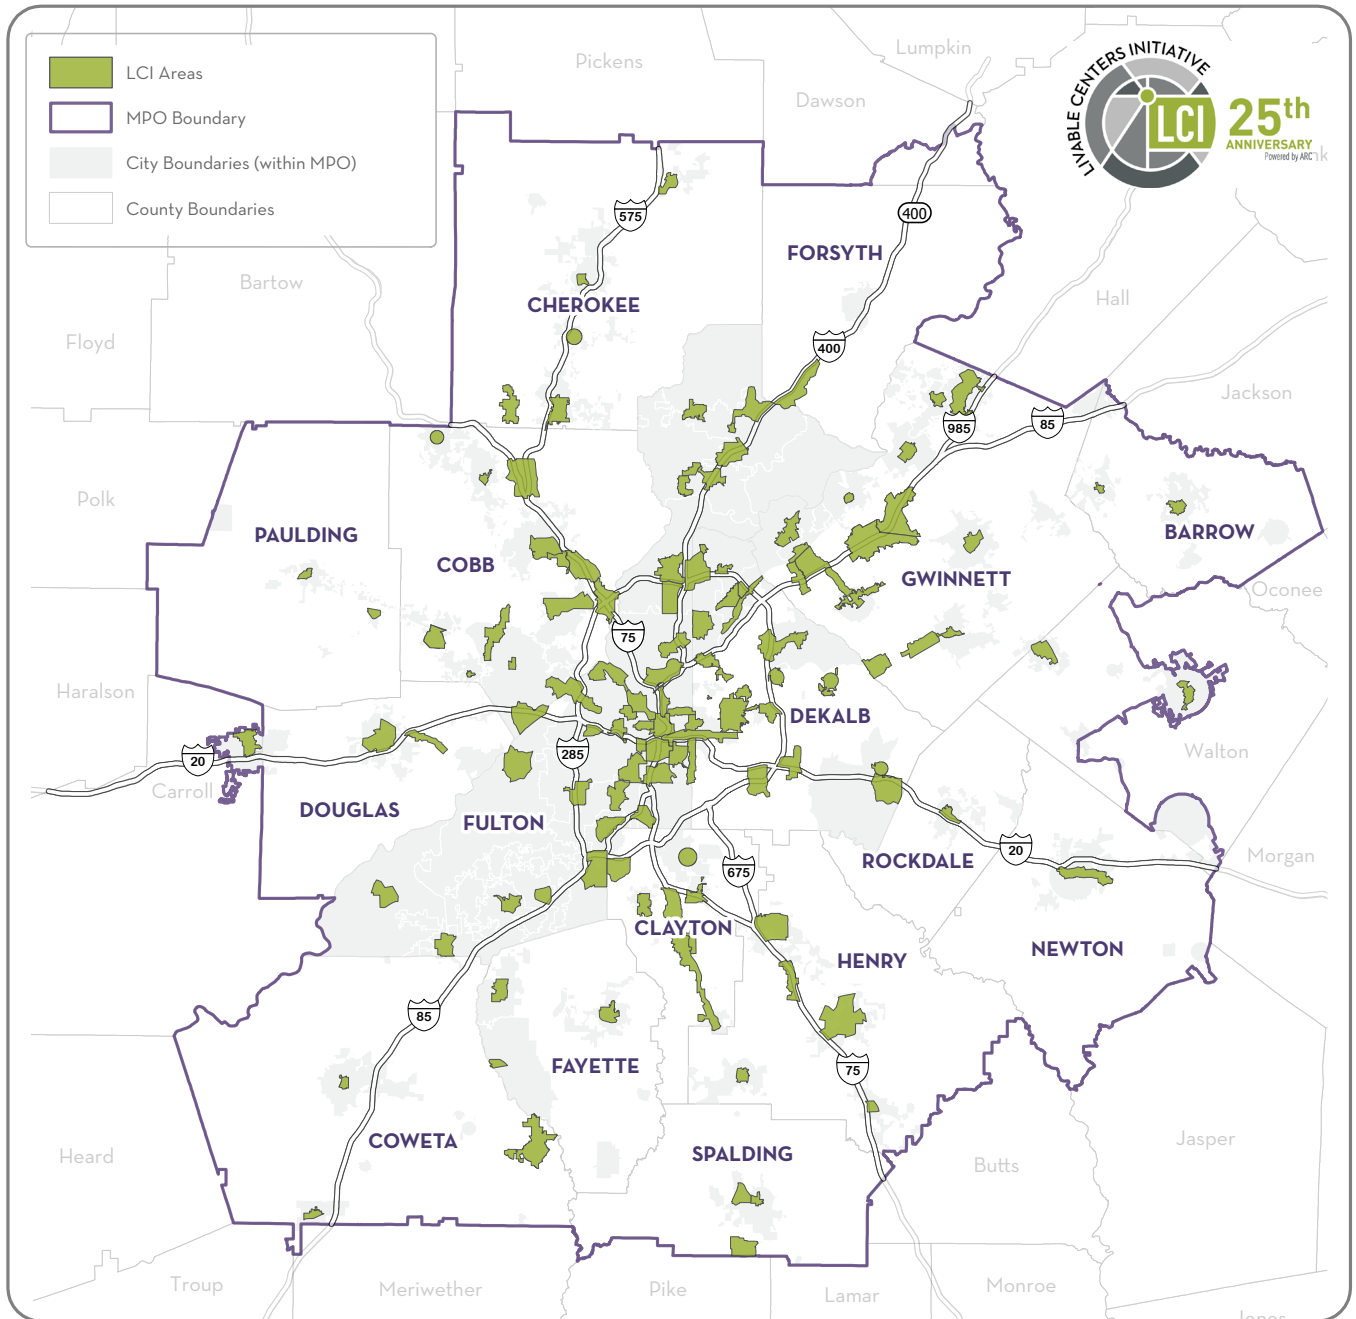 LCI Areas
MPO Boundary
City Boundaries (within MPO)
County Boundaries
LIVABLE CENTERS INITIATIVE
LCI
25th
ANNIVERSARY
Powered by ARC
Pickens
Lumpkin
Dawson
575
400
FORSYTH
Bartow
Hall
CHEROKEE
Floyd
400
Jackson
985
85
Polk
PAULDING
BARROW
COBB
GWINNETT
Oconee
75
Haralson
DEKALB
Walton
285
20
Carroll
DOUGLAS
FULTON
20
Morgan
ROCKDALE
675
CLAYTON
NEWTON
HENRY
85
FAYETTE
75
COWETA
Jasper
SPALDING
Heard
Butts
Troup
Meriwether
Pike
Lamar
Monroe